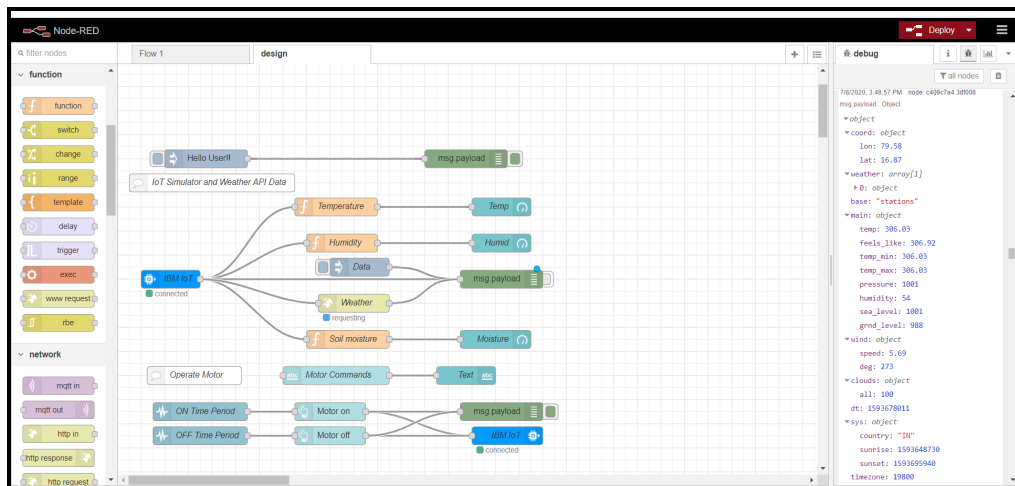 Node-RED
Deploy
filter nodes
Flow 1
design
debug
all nodes
function
function
switch
change
range
template
delay
trigger
exec
www request
rbe
network
mqtt in
mqtt out
http in
http response
http request
Hello User!!
msg.payload
IoT Simulator and Weather API Data
Temperature
Temp
Humidity
Humid
Data
IBM IoT
msg.payload
connected
Weather
requesting
Soil moisture
Moisture
Operate Motor
Motor Commands
abc
Text
abc
ON Time Period
Motor on
msg.payload
OFF Time Period
Motor off
IBM IoT
connected
7/8/2020, 3:48:57 PM node: c409c7a4.3df008
msg.payload : Object
object
coord: object
lon: 79.58
lat: 16.87
weather: array[1]
0: object
base: "stations"
main: object
temp: 306.03
feels_like: 306.92
temp_min: 306.03
temp_max: 306.03
pressure: 1001
humidity: 54
sea_level: 1001
grnd_level: 988
wind: object
speed: 5.69
deg: 273
clouds: object
all: 100
dt: 1593678011
sys: object
country: "IN"
sunrise: 1593648730
sunset: 1593695940
timezone: 19800